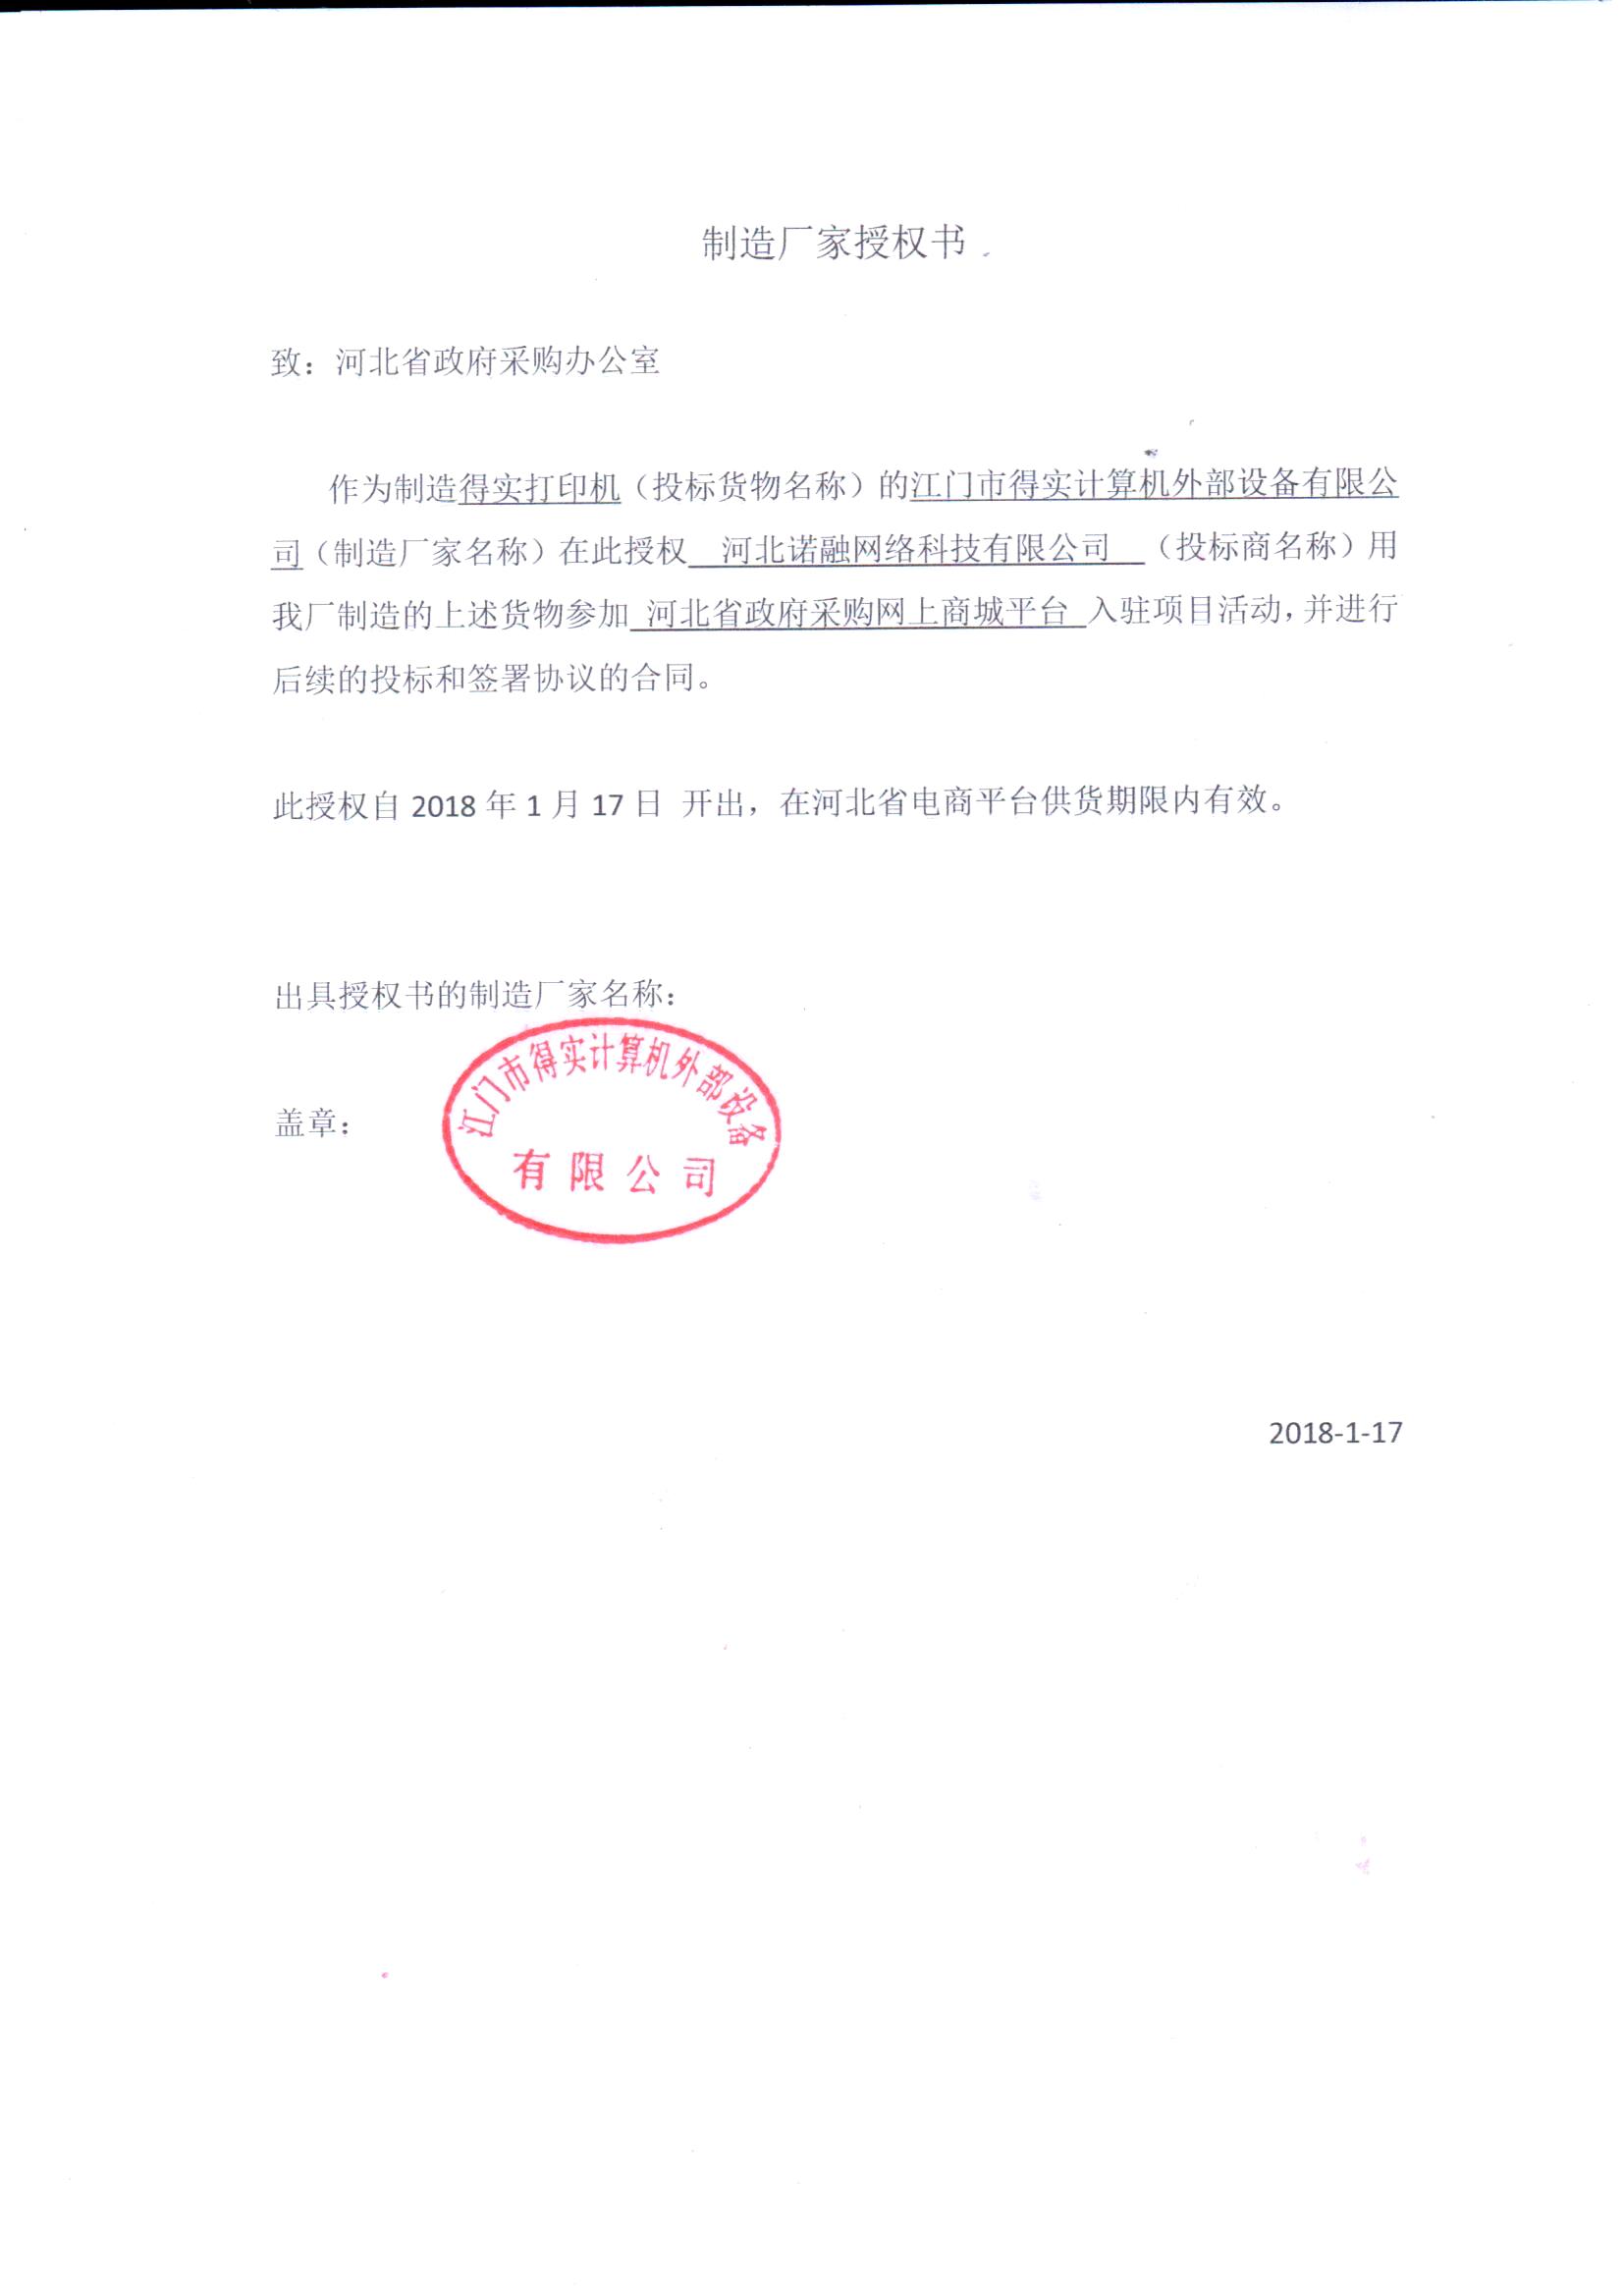 制造厂家授权书
致：河北省政府采购办公室
作为制造得实打印机（投标货物名称）的江门市得实计算机外部设备有限公
司（制造厂家名称）在此授权 河北诺融网络科技有限公司 （投标商名称）用
我厂制造的上述货物参加 河北省政府采购网上商城平台 入驻项目活动，并进行
后续的投标和签署协议的合同。
此授权自 2018 年 1 月 17 日 开出，在河北省电商平台供货期限内有效。
出具授权书的制造厂家名称：
江门市得实计算机外部设备
盖章：
有限公司
2018-1-17